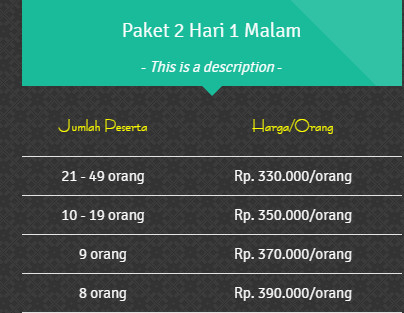 Paket 2 Hari 1 Malam
- This is a description -
Jumlah Peserta Harga/Orang
21 - 49 orang Rp. 330.000/orang
10 - 19 orang Rp. 350.000/orang
9 orang Rp. 370.000/orang
8 orang Rp. 390.000/orang